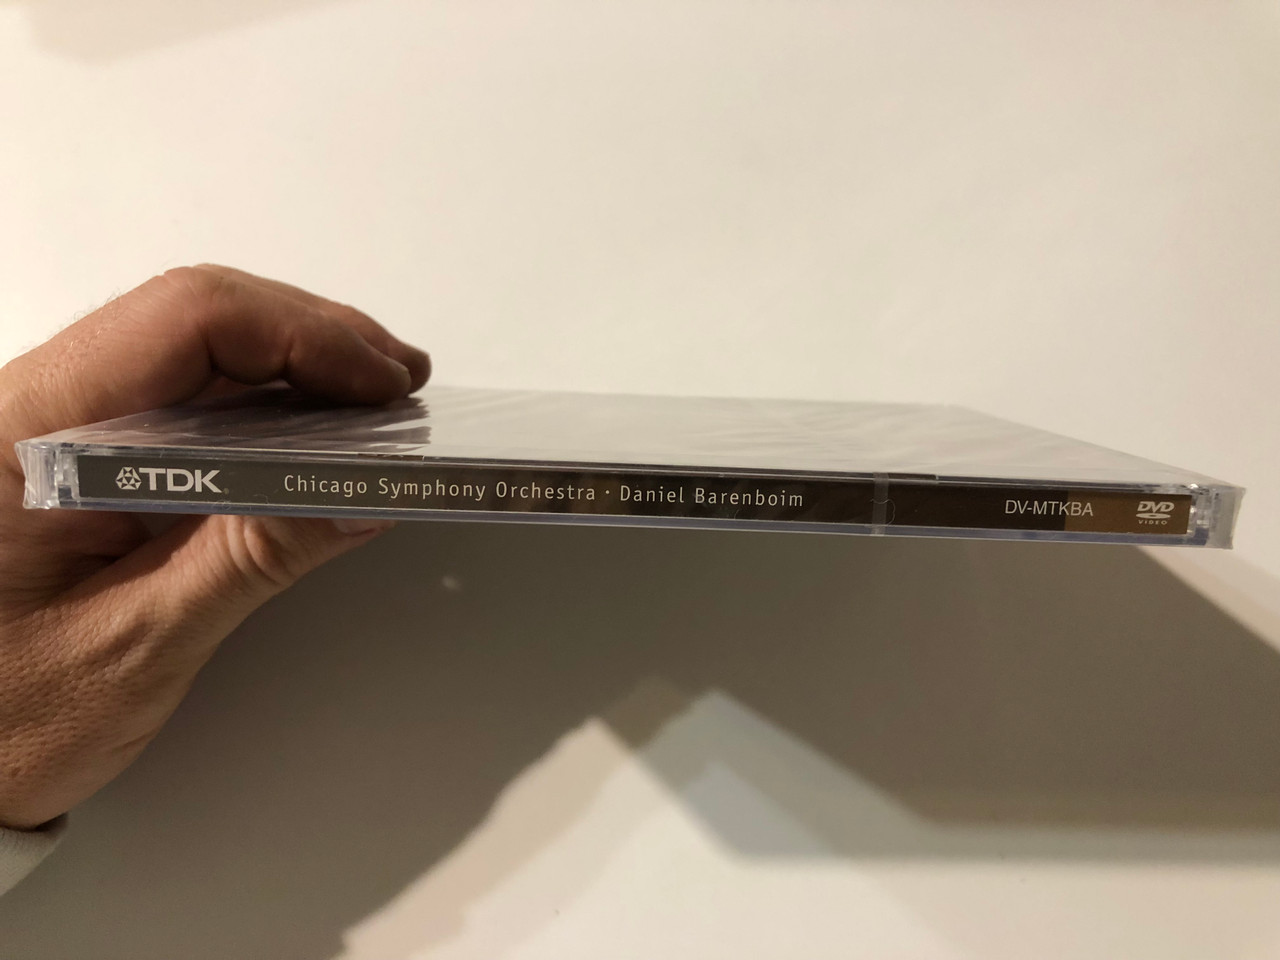 TDK Chicago Symphony Orchestra · Daniel Barenboim DV-MTKBA DVD
VIDEO